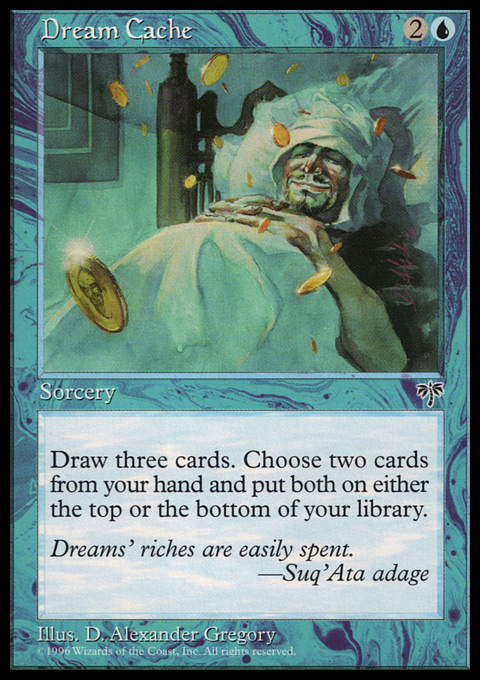 Dream Cache 2
Sorcery
Draw three cards. Choose two cards
from your hand and put both on either
the top or the bottom of your library.
Dreams' riches are easily spent.
—Suq'Ata adage
Illus. D. Alexander Gregory
©1996 Wizards of the Coast, Inc. All rights reserved.